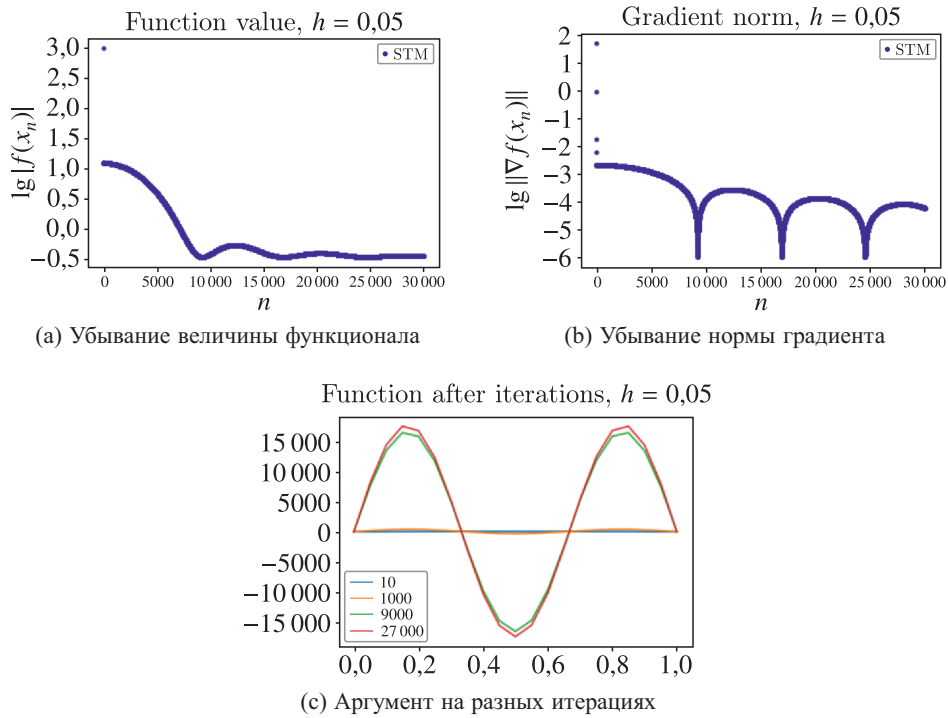 Function value, h = 0,05
3,0
2,5
2,0
1,5
1,0
0,5
0,0
−0,5
lg |f(xₙ)|
STM
0 5000 10 000 15 000 20 000 25 000 30 000
n
(a) Убывание величины функционала
Gradient norm, h = 0,05
2
1
0
−1
−2
−3
−4
−5
−6
lg ||∇f(xₙ)||
STM
0 5000 10 000 15 000 20 000 25 000 30 000
n
(b) Убывание нормы градиента
Function after iterations, h = 0,05
15 000
10 000
5000
0
−5000
−10 000
−15 000
10
1000
9000
27 000
0,0 0,2 0,4 0,6 0,8 1,0
(c) Аргумент на разных итерациях